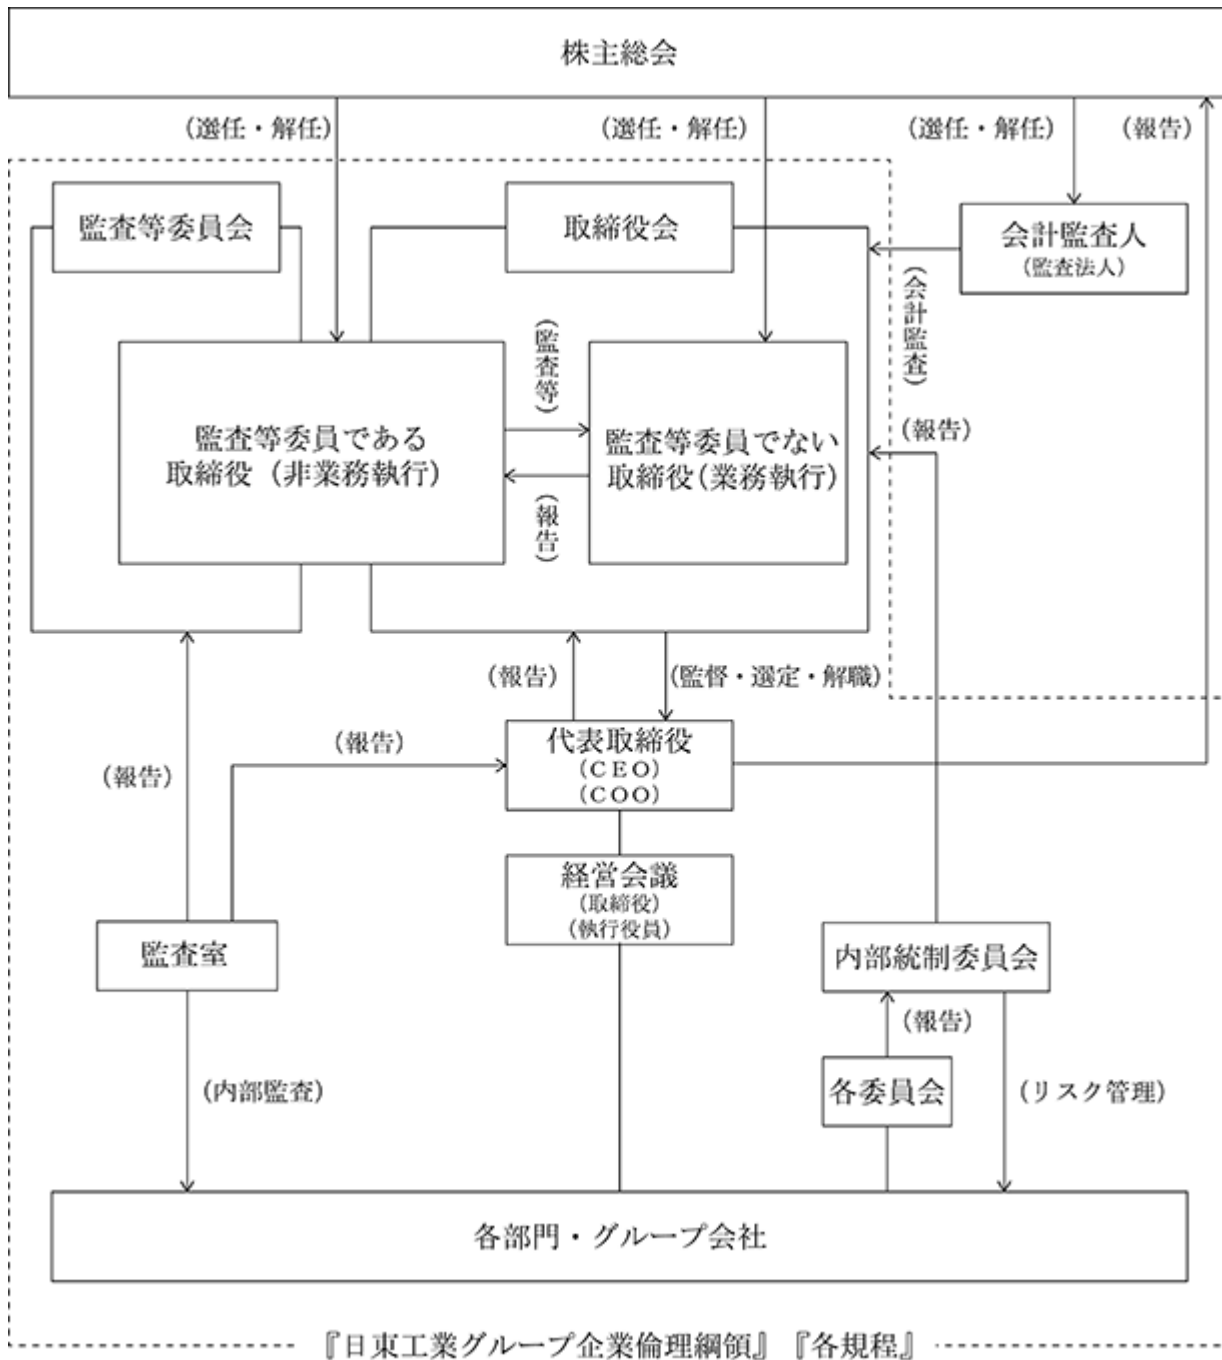 株主総会
(選任・解任)
(選任・解任)
(選任・解任)
(報告)
監査等委員会
取締役会
会計監査人
(監査法人)
(会計監査)
(監査等)
監査等委員である
取締役(非業務執行)
監査等委員でない
取締役(業務執行)
(報告)
(報告)
(報告)
(監督・選定・解職)
代表取締役
(CEO)
(COO)
(報告)
(報告)
経営会議
(取締役)
(執行役員)
監査室
内部統制委員会
(報告)
各委員会
(内部監査)
(リスク管理)
各部門・グループ会社
『日東工業グループ企業倫理綱領』『各規程』